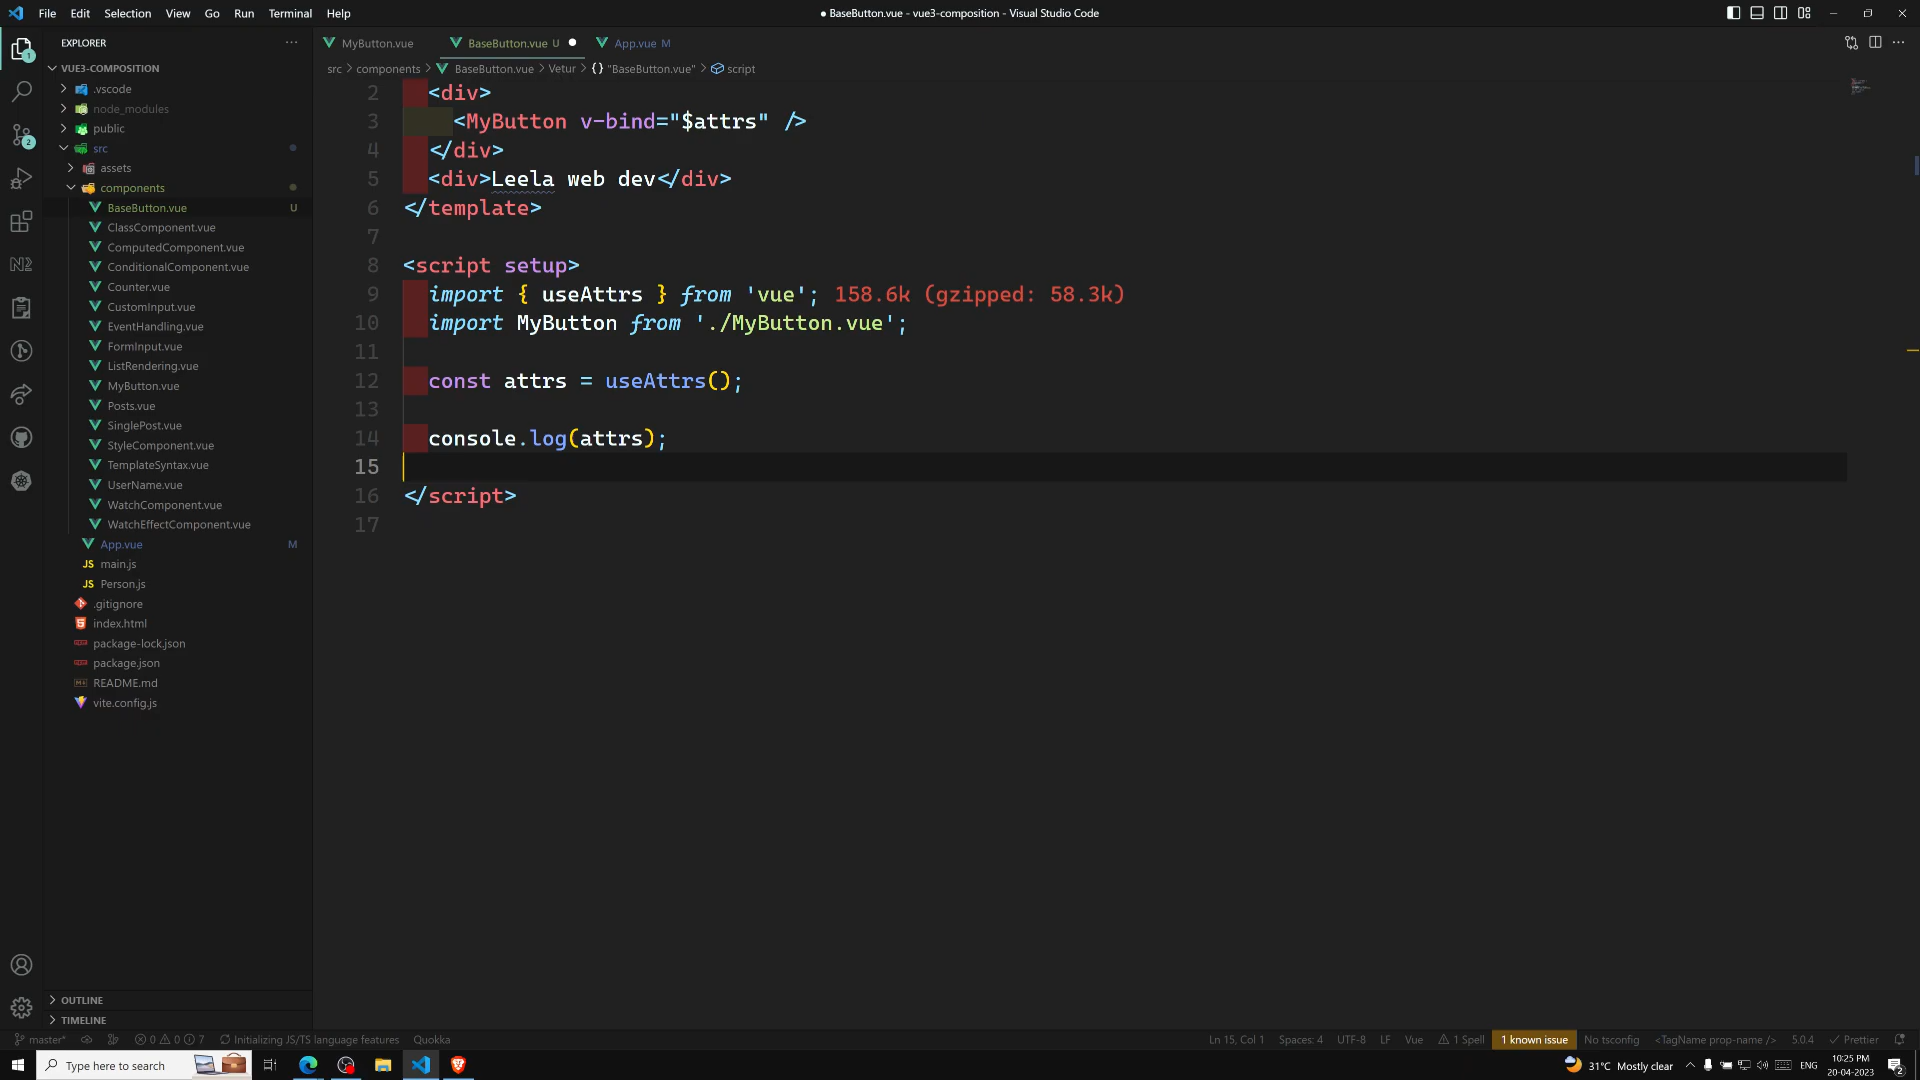 File Edit Selection View Go Run Terminal Help
● BaseButton.vue - vue3-composition - Visual Studio Code
EXPLORER
MyButton.vue
BaseButton.vue U ●
App.vue M
VUE3-COMPOSITION
src > components > BaseButton.vue > Vetur > {} "BaseButton.vue" > script
.vscode
node_modules
public
src
assets
components
BaseButton.vue U
ClassComponent.vue
ComputedComponent.vue
ConditionalComponent.vue
Counter.vue
CustomInput.vue
EventHandling.vue
FormInput.vue
ListRendering.vue
MyButton.vue
Posts.vue
SinglePost.vue
StyleComponent.vue
TemplateSyntax.vue
UserName.vue
WatchComponent.vue
WatchEffectComponent.vue
App.vue M
JS main.js
JS Person.js
.gitignore
index.html
package-lock.json
package.json
README.md
vite.config.js
OUTLINE
TIMELINE
1
2
N2
2 <div>
3 <MyButton v-bind="$attrs" />
4 </div>
5 <div>Leela web dev</div>
6 </template>
7
8 <script setup>
9 import { useAttrs } from 'vue'; 158.6k (gzipped: 58.3k)
10 import MyButton from './MyButton.vue';
11
12 const attrs = useAttrs();
13
14 console.log(attrs);
15
16 </script>
17
master* 0 0 7 Initializing JS/TS language features Quokka
Ln 15, Col 1 Spaces: 4 UTF-8 LF Vue 1 Spell 1 known issue No tsconfig <TagName prop-name /> 5.0.4 Prettier
Type here to search
31°C Mostly clear
ENG
10:25 PM
20-04-2023
2